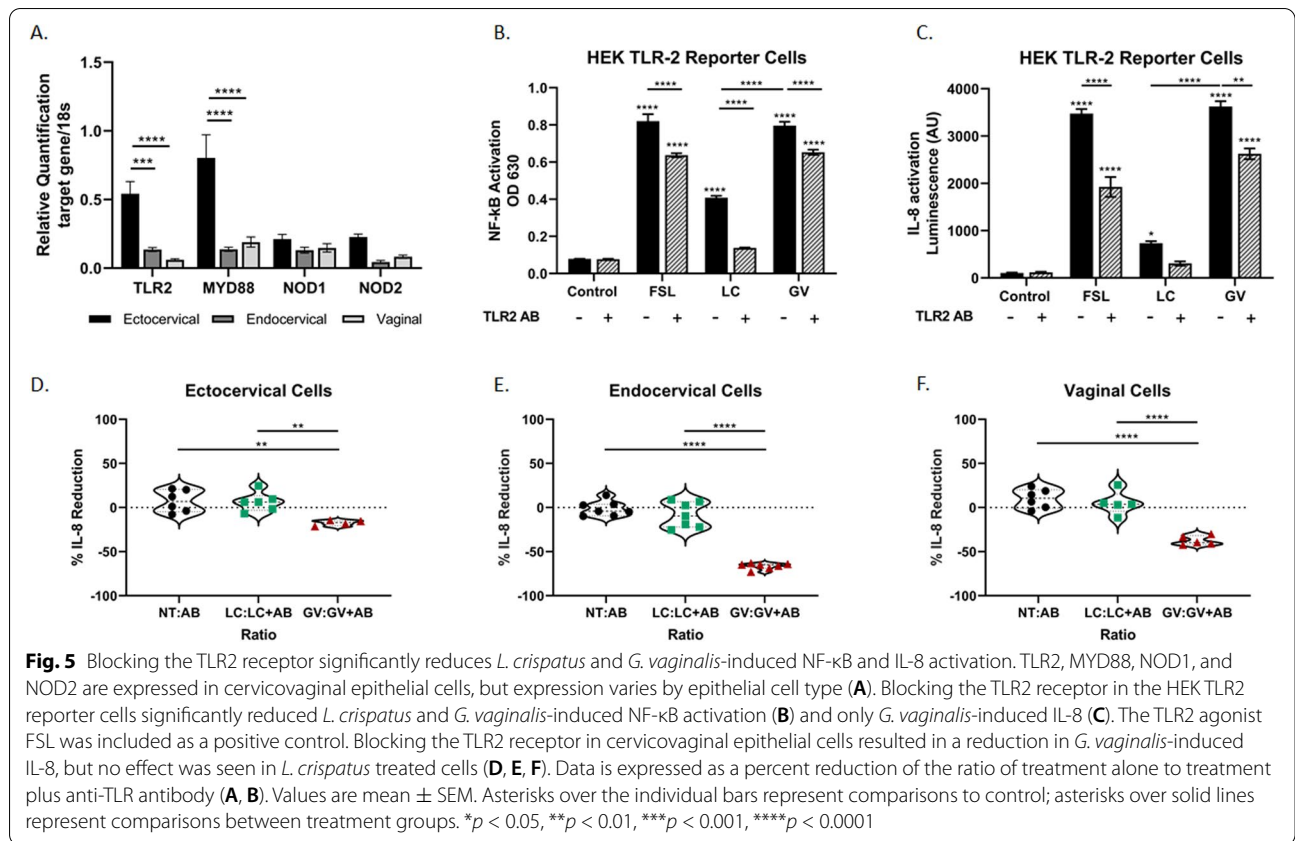 A.
1.5
1.0
0.5
0.0
Relative Quantification
target gene/18s
****
***
****
****
TLR2 MYD88 NOD1 NOD2
Ectocervical Endocervical Vaginal
B.
HEK TLR-2 Reporter Cells
1.0
0.8
0.6
0.4
0.2
0.0
NF-kB Activation
OD 630
**** **** ****
**** **** **** ****
**** **** ****
Control FSL LC GV
TLR2 AB - + - + - + - +
C.
HEK TLR-2 Reporter Cells
4000
3000
2000
1000
0
IL-8 activation
Luminescence (AU)
**** **** **
**** ****
**** * ****
Control FSL LC GV
TLR2 AB - + - + - + - +
D.
Ectocervical Cells
100
50
0
-50
-100
% IL-8 Reduction
**
**
NT:AB LC:LC+AB GV:GV+AB
Ratio
E.
Endocervical Cells
100
50
0
-50
-100
% IL-8 Reduction
****
****
NT:AB LC:LC+AB GV:GV+AB
Ratio
F.
Vaginal Cells
100
50
0
-50
-100
% IL-8 Reduction
****
****
NT:AB LC:LC+AB GV:GV+AB
Ratio
Fig. 5 Blocking the TLR2 receptor significantly reduces L. crispatus and G. vaginalis-induced NF-κB and IL-8 activation. TLR2, MYD88, NOD1, and
NOD2 are expressed in cervicovaginal epithelial cells, but expression varies by epithelial cell type (A). Blocking the TLR2 receptor in the HEK TLR2
reporter cells significantly reduced L. crispatus and G. vaginalis-induced NF-κB activation (B) and only G. vaginalis-induced IL-8 (C). The TLR2 agonist
FSL was included as a positive control. Blocking the TLR2 receptor in cervicovaginal epithelial cells resulted in a reduction in G. vaginalis-induced
IL-8, but no effect was seen in L. crispatus treated cells (D, E, F). Data is expressed as a percent reduction of the ratio of treatment alone to treatment
plus anti-TLR antibody (A, B). Values are mean ± SEM. Asterisks over the individual bars represent comparisons to control; asterisks over solid lines
represent comparisons between treatment groups. *p < 0.05, **p < 0.01, ***p < 0.001, ****p < 0.0001